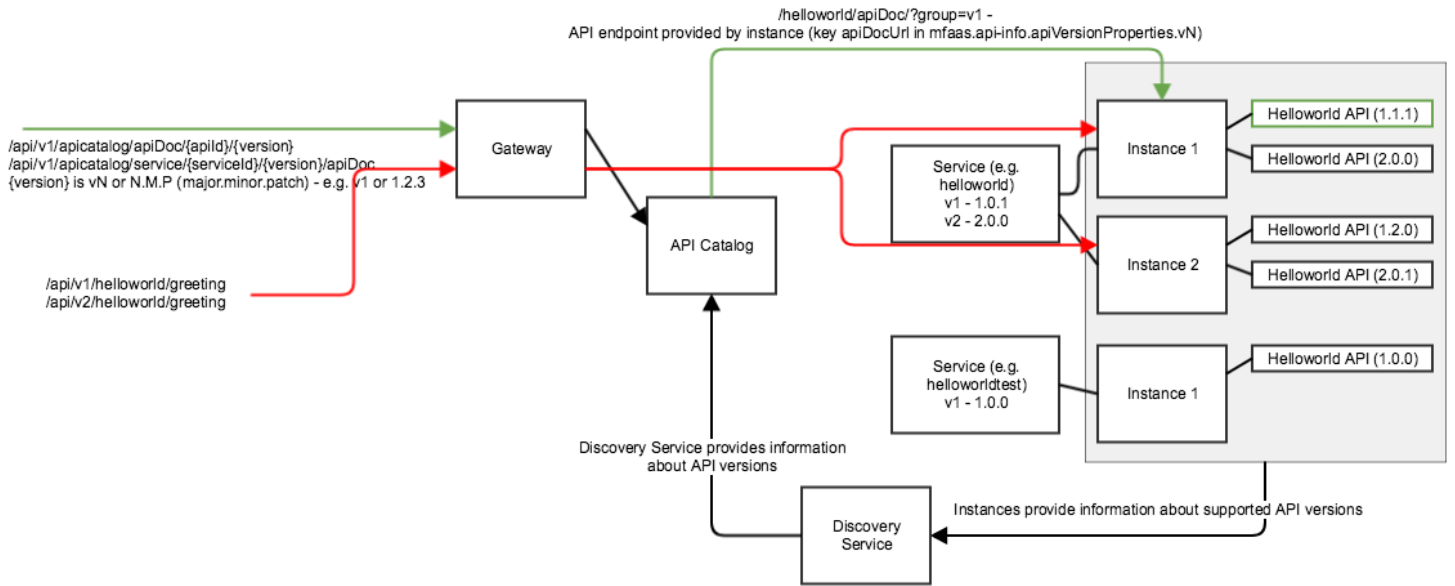 /helloworld/apiDoc/?group=v1 -
API endpoint provided by instance (key apiDocUrl in mfaas.api-info.apiVersionProperties.vN)
/api/v1/apicatalog/apiDoc/{apiId}/{version}
/api/v1/apicatalog/service/{serviceId}/{version}/apiDoc
{version} is vN or N.M.P (major.minor.patch) - e.g. v1 or 1.2.3
Gateway
/api/v1/helloworld/greeting
/api/v2/helloworld/greeting
API Catalog
Service (e.g.
helloworld)
v1 - 1.0.1
v2 - 2.0.0
Instance 1
Helloworld API (1.1.1)
Helloworld API (2.0.0)
Instance 2
Helloworld API (1.2.0)
Helloworld API (2.0.1)
Service (e.g.
helloworldtest)
v1 - 1.0.0
Instance 1
Helloworld API (1.0.0)
Discovery Service provides information
about API versions
Discovery
Service
Instances provide information about supported API versions